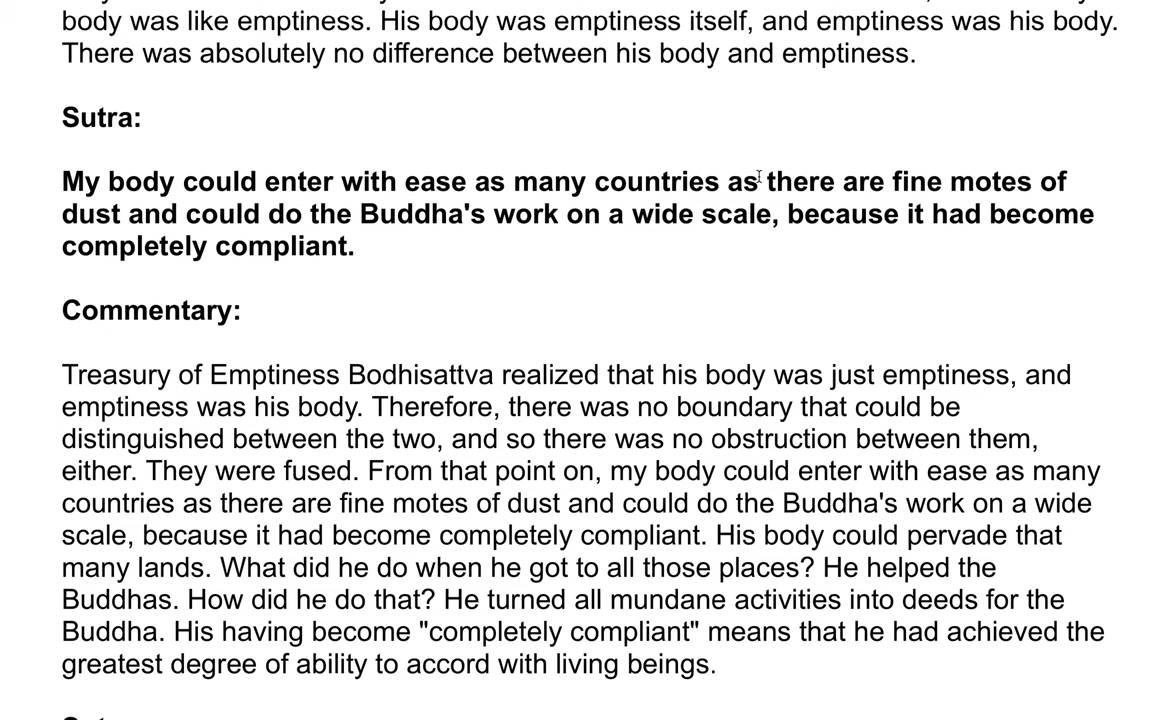 body was like emptiness. His body was emptiness itself, and emptiness was his body.
There was absolutely no difference between his body and emptiness.
Sutra:
My body could enter with ease as many countries as there are fine motes of
dust and could do the Buddha's work on a wide scale, because it had become
completely compliant.
Commentary:
Treasury of Emptiness Bodhisattva realized that his body was just emptiness, and
emptiness was his body. Therefore, there was no boundary that could be
distinguished between the two, and so there was no obstruction between them,
either. They were fused. From that point on, my body could enter with ease as many
countries as there are fine motes of dust and could do the Buddha's work on a wide
scale, because it had become completely compliant. His body could pervade that
many lands. What did he do when he got to all those places? He helped the
Buddhas. How did he do that? He turned all mundane activities into deeds for the
Buddha. His having become "completely compliant" means that he had achieved the
greatest degree of ability to accord with living beings.